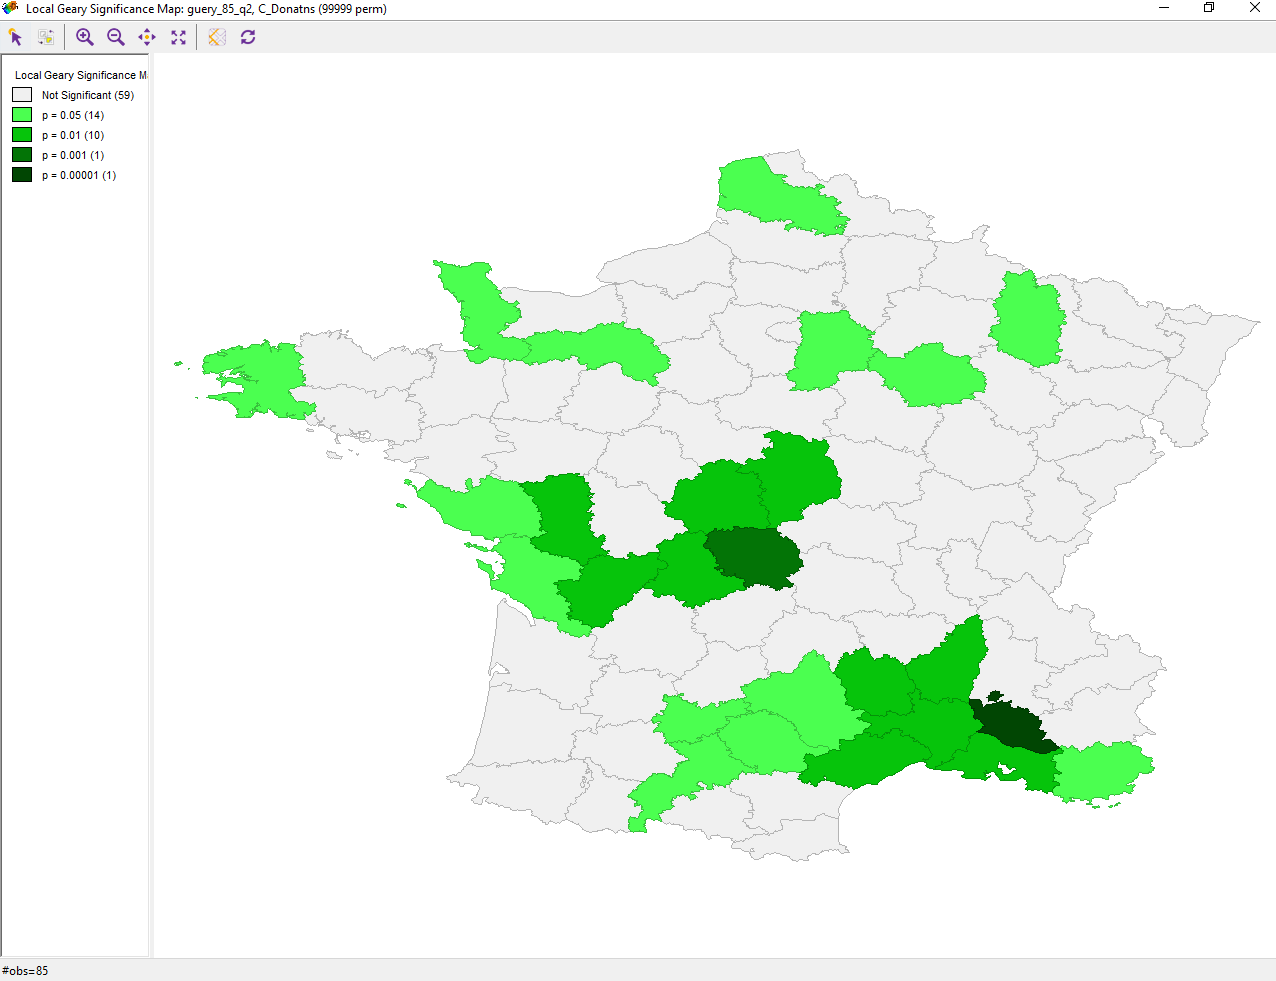 Local Geary Significance Map: guery_85_q2, C_Donatns (99999 perm)
Local Geary Significance M
Not Significant (59)
p = 0.05 (14)
p = 0.01 (10)
p = 0.001 (1)
p = 0.00001 (1)
#obs=85